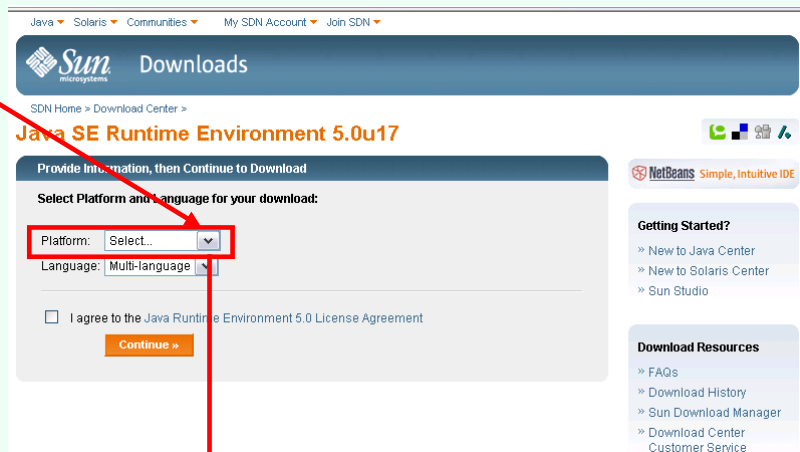 Java Solaris Communities My SDN Account Join SDN
Sun microsystems Downloads
SDN Home » Download Center »
Java SE Runtime Environment 5.0u17
Provide Information, then Continue to Download
Select Platform and Language for your download:
Platform: Select...
Language: Multi-language
I agree to the Java Runtime Environment 5.0 License Agreement
Continue »
NetBeans Simple, Intuitive IDE
Getting Started?
» New to Java Center
» New to Solaris Center
» Sun Studio
Download Resources
» FAQs
» Download History
» Sun Download Manager
» Download Center
Customer Service